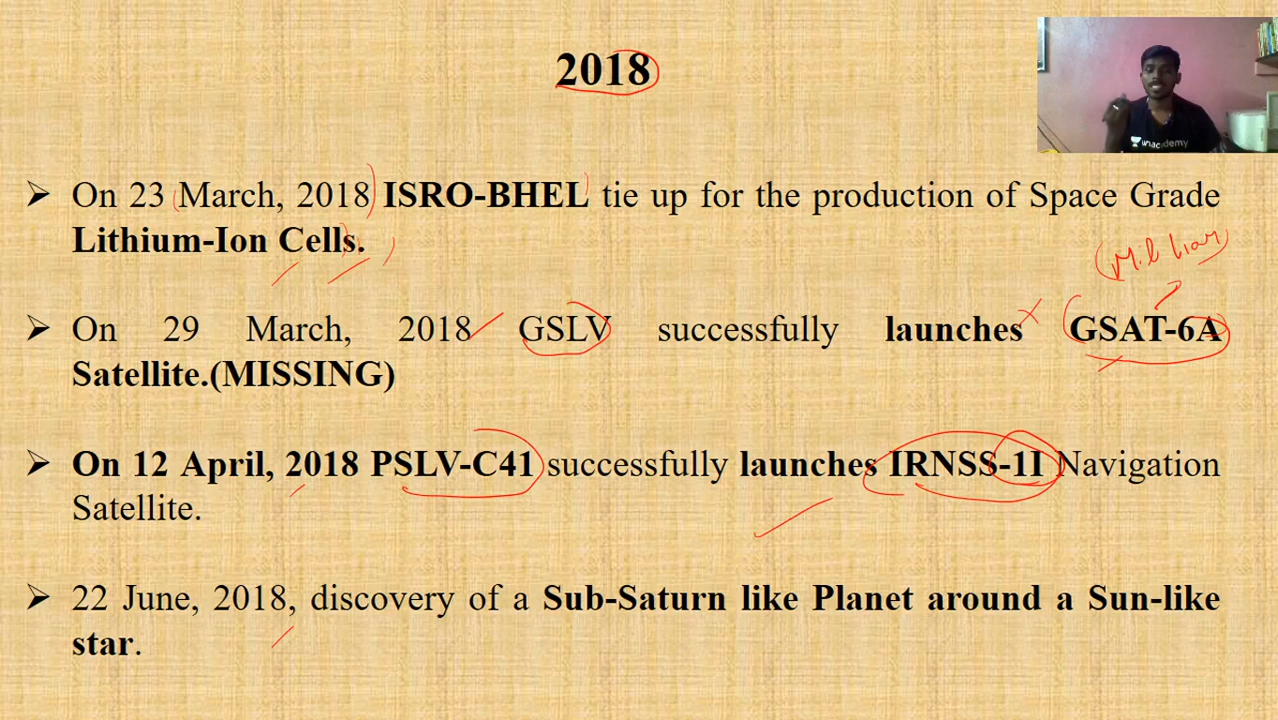 2018
unacademy
➢ On 23 March, 2018 ISRO-BHEL tie up for the production of Space Grade
Lithium-Ion Cells.
Military
➢ On 29 March, 2018 GSLV successfully launches GSAT-6A
Satellite.(MISSING)
➢ On 12 April, 2018 PSLV-C41 successfully launches IRNSS-1I Navigation
Satellite.
➢ 22 June, 2018, discovery of a Sub-Saturn like Planet around a Sun-like
star.